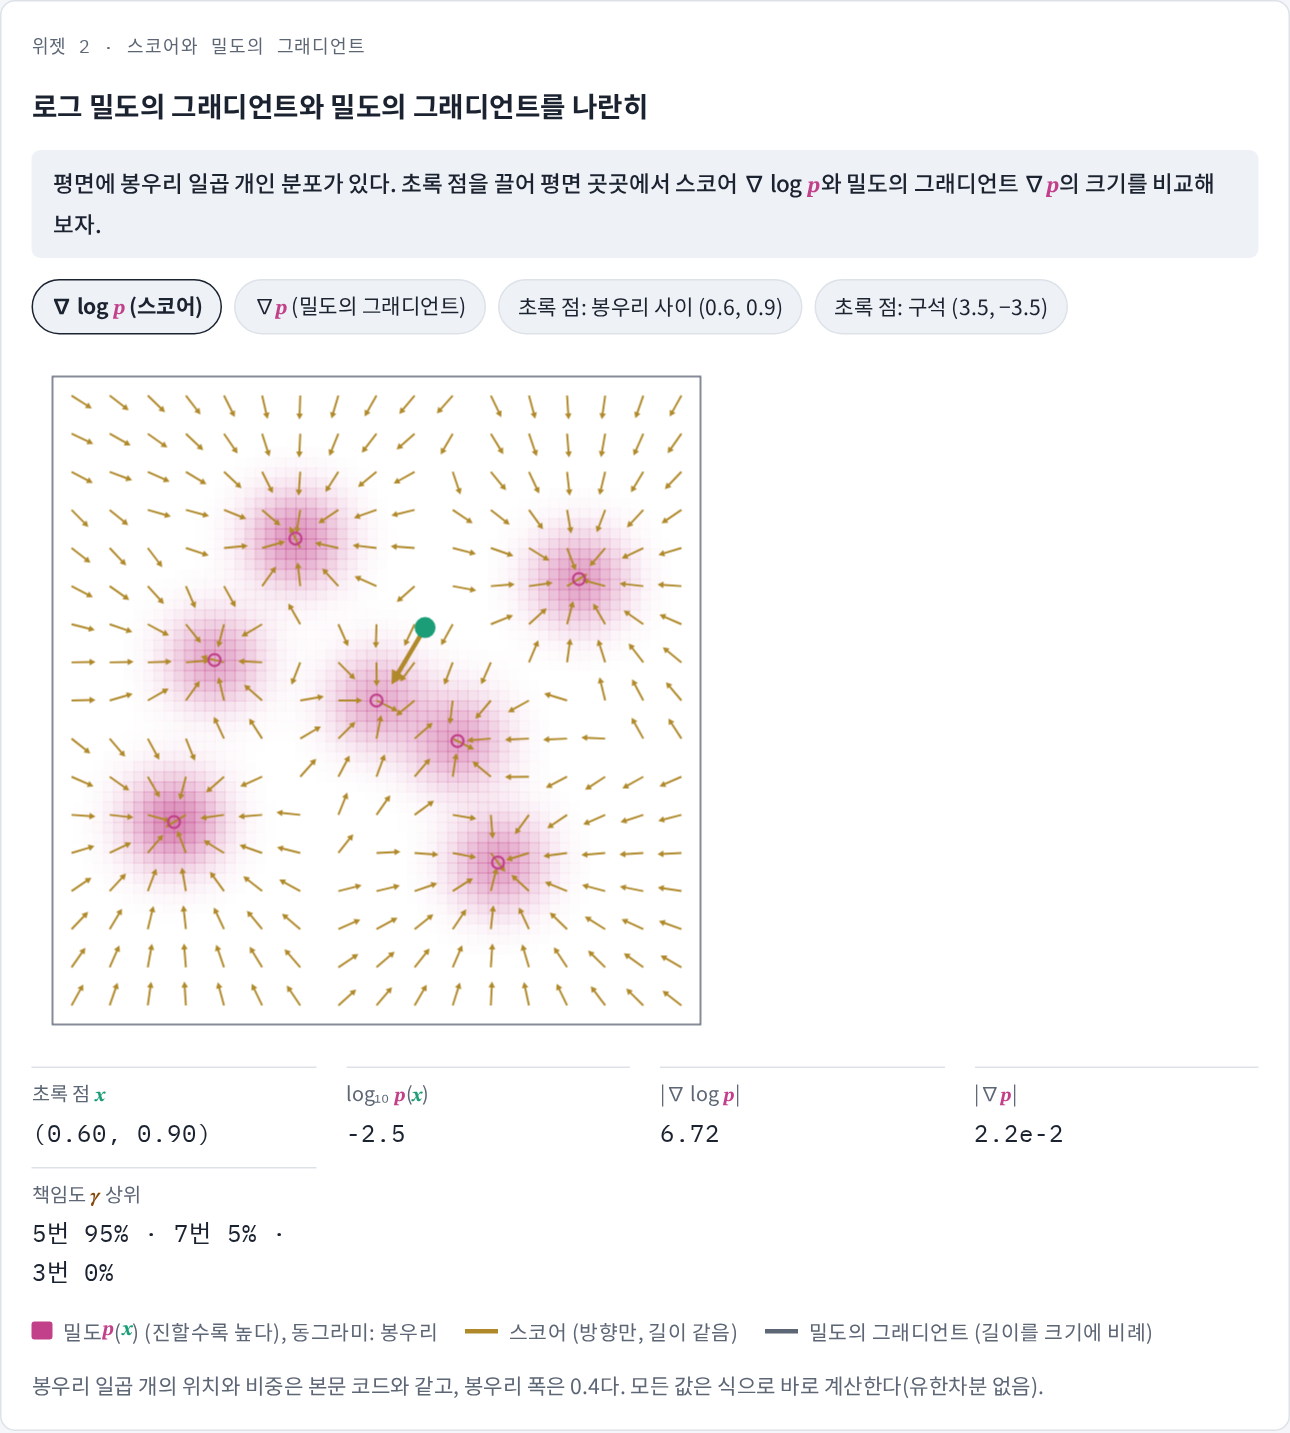 위젯 2 · 스코어와 밀도의 그래디언트
로그 밀도의 그래디언트와 밀도의 그래디언트를 나란히
평면에 봉우리 일곱 개인 분포가 있다. 초록 점을 끌어 평면 곳곳에서 스코어 ∇ log p와 밀도의 그래디언트 ∇p의 크기를 비교해
보자.
∇ log p (스코어) ∇p (밀도의 그래디언트) 초록 점: 봉우리 사이 (0.6, 0.9) 초록 점: 구석 (3.5, −3.5)
초록 점 x log₁₀ p(x) |∇ log p| |∇p|
(0.60, 0.90) -2.5 6.72 2.2e-2
책임도 γ 상위
5번 95% · 7번 5% ·
3번 0%
밀도p(x) (진할수록 높다), 동그라미: 봉우리 스코어 (방향만, 길이 같음) 밀도의 그래디언트 (길이를 크기에 비례)
봉우리 일곱 개의 위치와 비중은 본문 코드와 같고, 봉우리 폭은 0.4다. 모든 값은 식으로 바로 계산한다(유한차분 없음).